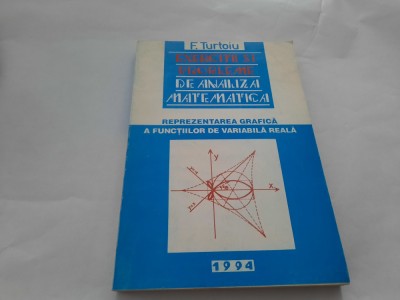 F. Turtoiu
EXERCIȚII ȘI
PROBLEME
DE ANALIZĂ
MATEMATICĂ
REPREZENTAREA GRAFICĂ
A FUNCȚIILOR DE VARIABILĂ REALĂ
y
x
1994